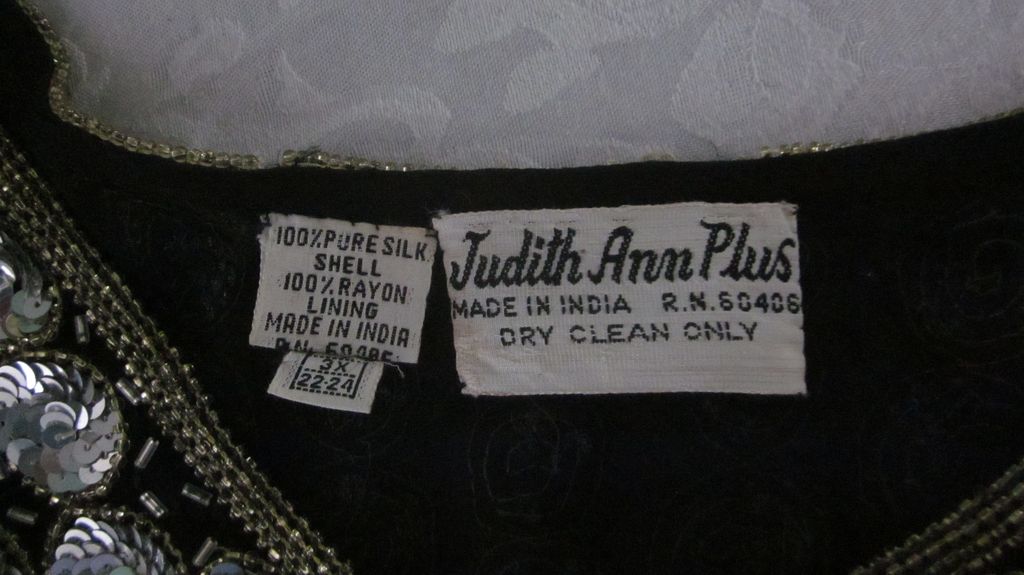 100% PURE SILK
SHELL
100% RAYON
LINING
MADE IN INDIA
3X
22-24
Judith Ann Plus
MADE IN INDIA R.N. 60406
DRY CLEAN ONLY